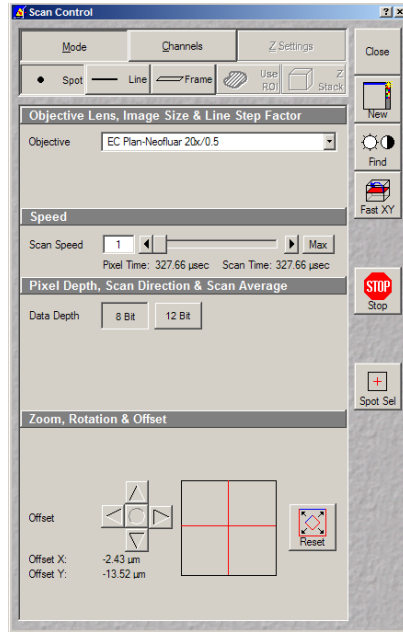 Scan Control
Mode
Channels
Z Settings
Close
Spot
Line
Frame
Use ROI
Z Stack
New
Objective Lens, Image Size & Line Step Factor
Objective
EC Plan-Neofluar 20x/0.5
Find
Fast XY
Speed
Scan Speed
1
Max
Pixel Time: 327.66 µsec Scan Time: 327.66 µsec
Pixel Depth, Scan Direction & Scan Average
STOP
Stop
Data Depth
8 Bit
12 Bit
Spot Sel
Zoom, Rotation & Offset
Offset
Reset
Offset X: -2.43 µm
Offset Y: -13.52 µm